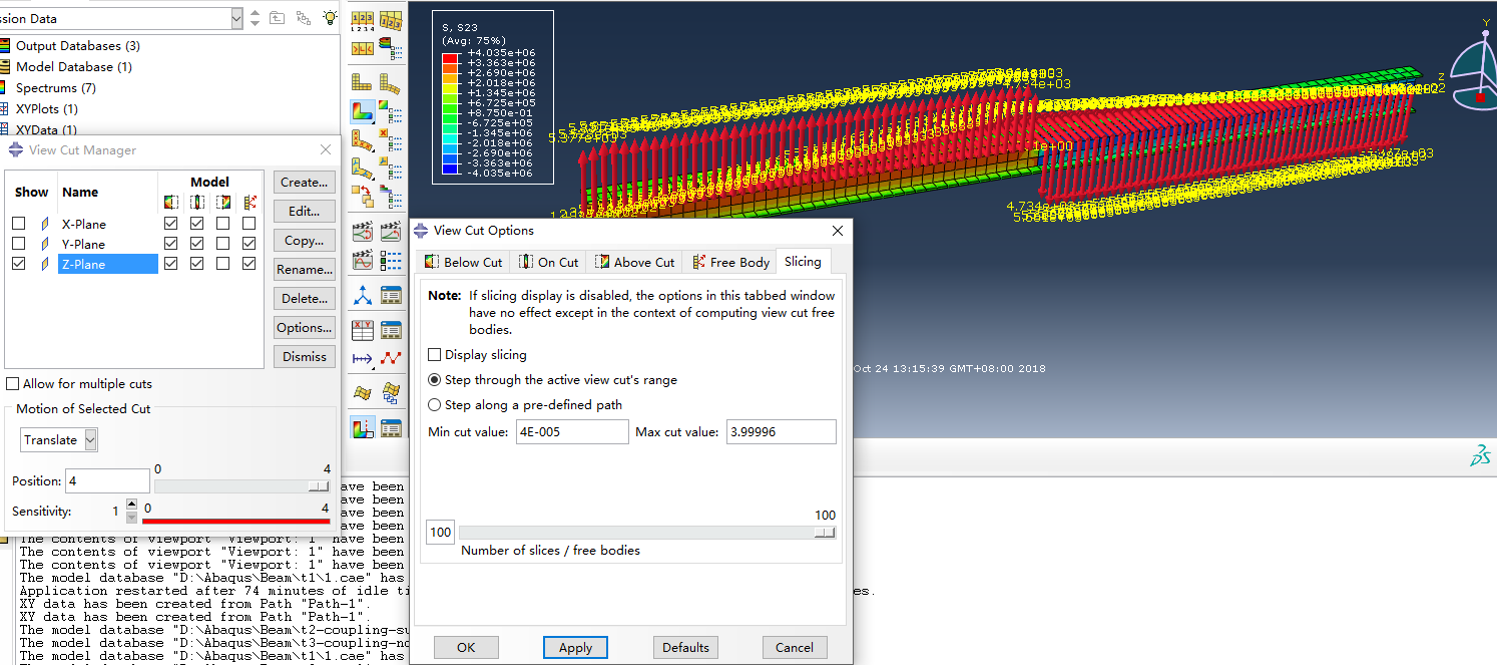 ssion Data
Output Databases (3)
Model Database (1)
Spectrums (7)
XYPlots (1)
XYData (1)
View Cut Manager
Show Name Model
X-Plane
Y-Plane
Z-Plane
Create...
Edit...
Copy...
Rename...
Delete...
Options...
Dismiss
Allow for multiple cuts
Motion of Selected Cut
Translate
Position: 4
0 4
Sensitivity: 1
0 4
S, S23
(Avg: 75%)
+4.035e+06
+3.363e+06
+2.690e+06
+2.018e+06
+1.345e+06
+6.725e+05
+8.750e-01
-6.725e+05
-1.345e+06
-2.018e+06
-2.690e+06
-3.363e+06
-4.035e+06
Y
Z
Oct 24 13:15:39 GMT+08:00 2018
View Cut Options
Below Cut On Cut Above Cut Free Body Slicing
Note: If slicing display is disabled, the options in this tabbed window
have no effect except in the context of computing view cut free
bodies.
Display slicing
Step through the active view cut's range
Step along a pre-defined path
Min cut value: 4E-005 Max cut value: 3.99996
100
100
Number of slices / free bodies
OK Apply Defaults Cancel
ave been
ave been
ave been
ave been
The contents of viewport "Viewport: 1" have been
The contents of viewport "Viewport: 1" have been
The contents of viewport "Viewport: 1" have been
The model database "D:\Abaqus\Beam\t1\1.cae" has
Application restarted after 74 minutes of idle ti
es.
XY data has been created from Path "Path-1".
XY data has been created from Path "Path-1".
The model database "D:\Abaqus\Beam\t2-coupling-su
The model database "D:\Abaqus\Beam\t3-coupling-no
The model database "D:\Abaqus\Beam\t1\1.cae" has